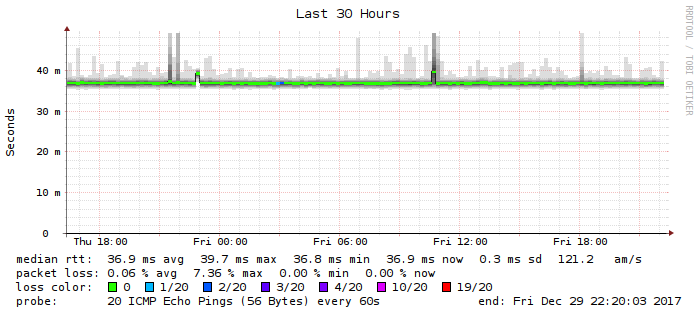 Last 30 Hours
RRDTOOL / TOBI OETIKER
Seconds
40 m
30 m
20 m
10 m
0
Thu 18:00 Fri 00:00 Fri 06:00 Fri 12:00 Fri 18:00
median rtt: 36.9 ms avg 39.7 ms max 36.8 ms min 36.9 ms now 0.3 ms sd 121.2 am/s
packet loss: 0.06 % avg 7.36 % max 0.00 % min 0.00 % now
loss color: 0 1/20 2/20 3/20 4/20 10/20 19/20
probe: 20 ICMP Echo Pings (56 Bytes) every 60s end: Fri Dec 29 22:20:03 2017